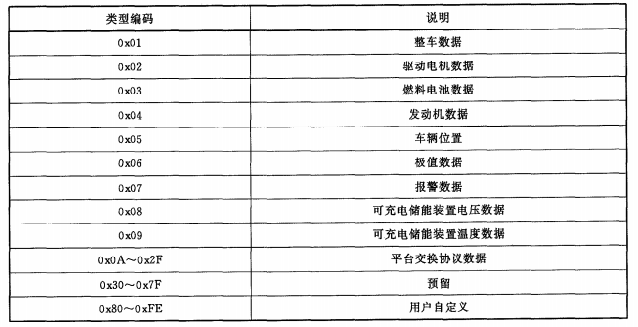 类型编码 说明
0x01 整车数据
0x02 驱动电机数据
0x03 燃料电池数据
0x04 发动机数据
0x05 车辆位置
0x06 极值数据
0x07 报警数据
0x08 可充电储能装置电压数据
0x09 可充电储能装置温度数据
0x0A～0x2F 平台交换协议数据
0x30～0x7F 预留
0x80～0xFE 用户自定义